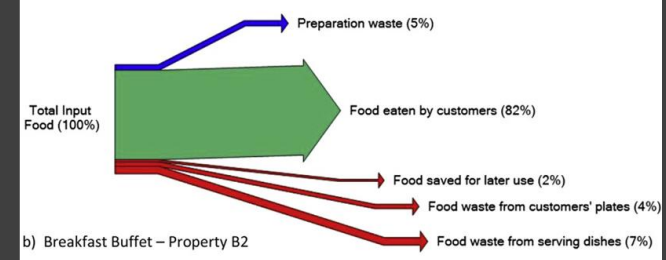 Preparation waste (5%)
Total Input
Food (100%)
Food eaten by customers (82%)
Food saved for later use (2%)
Food waste from customers' plates (4%)
Food waste from serving dishes (7%)
b) Breakfast Buffet – Property B2